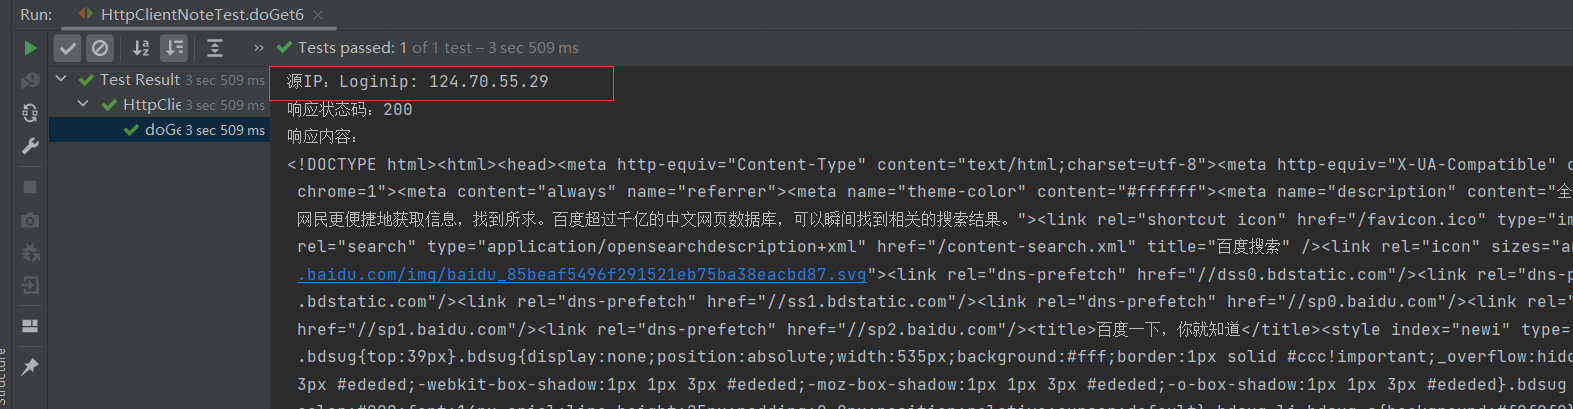 Run: HttpClientNoteTest.doGet6
Tests passed: 1 of 1 test – 3 sec 509 ms
Test Result 3 sec 509 ms
HttpClie 3 sec 509 ms
doGe 3 sec 509 ms
源IP：Loginip: 124.70.55.29
响应状态码：200
响应内容：
<!DOCTYPE html><html><head><meta http-equiv="Content-Type" content="text/html;charset=utf-8"><meta http-equiv="X-UA-Compatible" c
chrome=1"><meta content="always" name="referrer"><meta name="theme-color" content="#ffffff"><meta name="description" content="全
网民更便捷地获取信息，找到所求。百度超过千亿的中文网页数据库，可以瞬间找到相关的搜索结果。"><link rel="shortcut icon" href="/favicon.ico" type="im
rel="search" type="application/opensearchdescription+xml" href="/content-search.xml" title="百度搜索" /><link rel="icon" sizes="an
.baidu.com/img/baidu_85beaf5496f291521eb75ba38eacbd87.svg"><link rel="dns-prefetch" href="//dss0.bdstatic.com"/><link rel="dns-p
.bdstatic.com"/><link rel="dns-prefetch" href="//ss1.bdstatic.com"/><link rel="dns-prefetch" href="//sp0.baidu.com"/><link rel="
href="//sp1.baidu.com"/><link rel="dns-prefetch" href="//sp2.baidu.com"/><title>百度一下，你就知道</title><style index="newi" type=
.bdsug{top:39px}.bdsug{display:none;position:absolute;width:535px;background:#fff;border:1px solid #ccc!important;_overflow:hidd
3px #ededed;-webkit-box-shadow:1px 1px 3px #ededed;-moz-box-shadow:1px 1px 3px #ededed;-o-box-shadow:1px 1px 3px #ededed}.bdsug
Structure